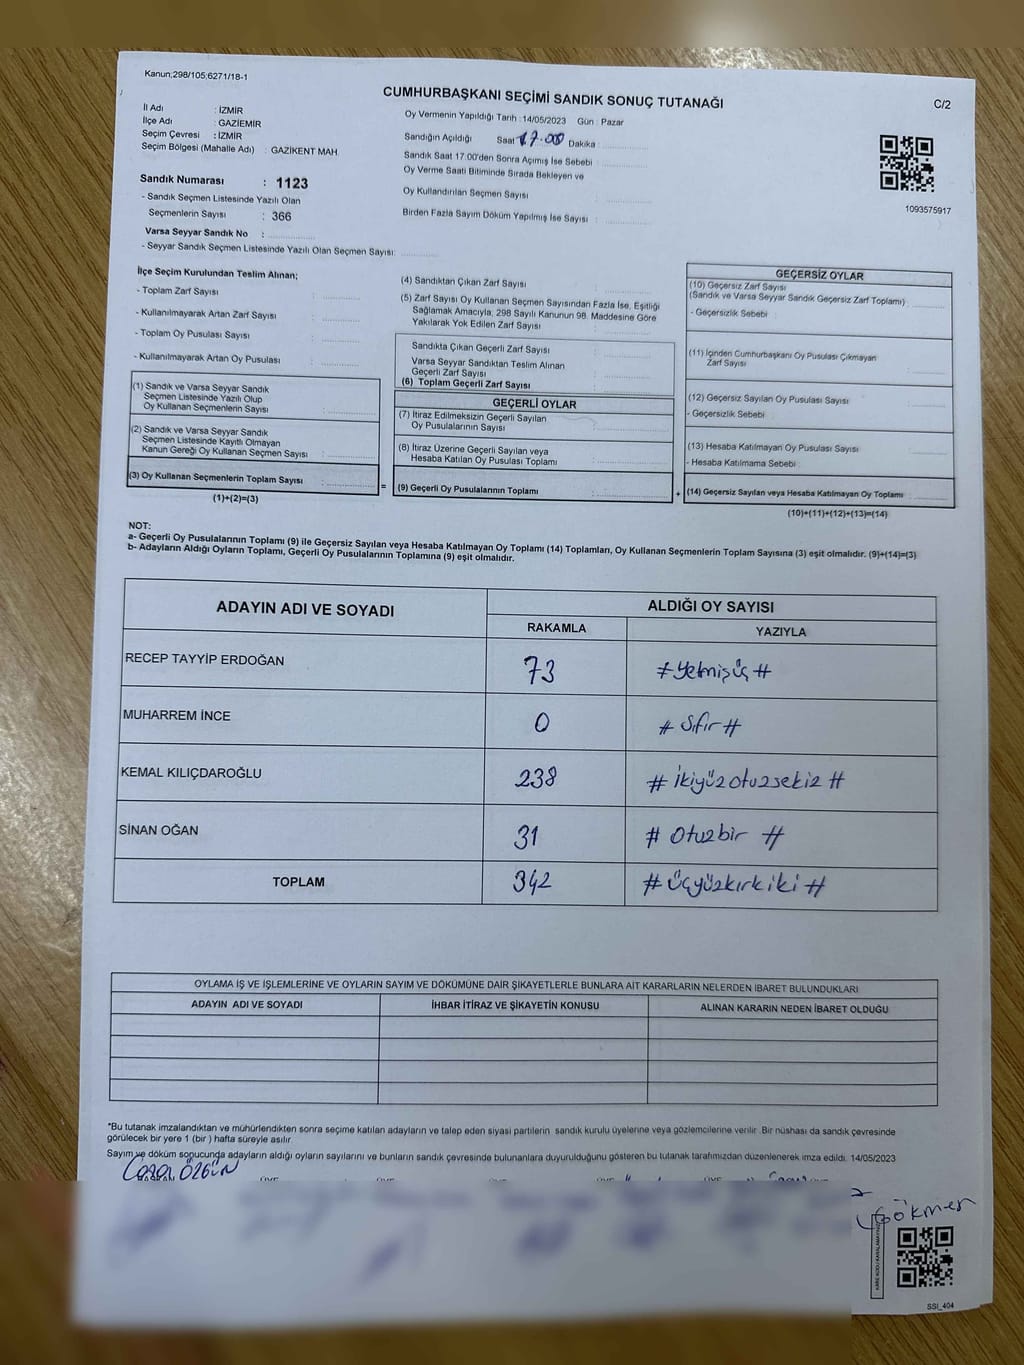 Kanun;298/105;6271/18-1
CUMHURBAŞKANI SEÇİMİ SANDIK SONUÇ TUTANAĞI
C/2
İl Adı : İZMİR
İlçe Adı : GAZİEMİR
Seçim Çevresi : İZMİR
Seçim Bölgesi (Mahalle Adı) : GAZİKENT MAH.
Oy Vermenin Yapıldığı Tarih : 14/05/2023 Gün : Pazar
Sandığın Açıldığı Saat 17.00 Dakika :
Sandık Saat 17.00'den Sonra Açımış İse Sebebi :
Oy Verme Saati Bitiminde Sırada Bekleyen ve
Oy Kullandırılan Seçmen Sayısı :
Birden Fazla Sayım Döküm Yapılmış İse Sayısı :
1093575917
Sandık Numarası : 1123
- Sandık Seçmen Listesinde Yazılı Olan
Seçmenlerin Sayısı : 366
Varsa Seyyar Sandık No :
- Seyyar Sandık Seçmen Listesinde Yazılı Olan Seçmen Sayısı:
İlçe Seçim Kurulundan Teslim Alınan;
- Toplam Zarf Sayısı :
- Kullanılmayarak Artan Zarf Sayısı :
- Toplam Oy Pusulası Sayısı :
- Kullanılmayarak Artan Oy Pusulası :
(1) Sandık ve Varsa Seyyar Sandık
Seçmen Listesinde Yazılı Olup
Oy Kullanan Seçmenlerin Sayısı :
(2) Sandık ve Varsa Seyyar Sandık
Seçmen Listesinde Kayıtlı Olmayan
Kanun Gereği Oy Kullanan Seçmen Sayısı :
(3) Oy Kullanan Seçmenlerin Toplam Sayısı :
(1)+(2)=(3)
=
(4) Sandıktan Çıkan Zarf Sayısı :
(5) Zarf Sayısı Oy Kullanan Seçmen Sayısından Fazla İse, Eşitliği
Sağlamak Amacıyla; 298 Sayılı Kanunun 98. Maddesine Göre
Yakılarak Yok Edilen Zarf Sayısı :
Sandıkta Çıkan Geçerli Zarf Sayısı :
Varsa Seyyar Sandıktan Teslim Alınan
Geçerli Zarf Sayısı :
(6) Toplam Geçerli Zarf Sayısı :
GEÇERLİ OYLAR
(7) İtiraz Edilmeksizin Geçerli Sayılan
Oy Pusulalarının Sayısı :
(8) İtiraz Üzerine Geçerli Sayılan veya
Hesaba Katılan Oy Pusulası Toplamı :
(9) Geçerli Oy Pusulalarının Toplamı :
+
GEÇERSİZ OYLAR
(10) Geçersiz Zarf Sayısı
(Sandık ve Varsa Seyyar Sandık Geçersiz Zarf Toplamı) :
- Geçersizlik Sebebi :
(11) İçinden Cumhurbaşkanı Oy Pusulası Çıkmayan
Zarf Sayısı :
(12) Geçersiz Sayılan Oy Pusulası Sayısı :
- Geçersizlik Sebebi :
(13) Hesaba Katılmayan Oy Pusulası Sayısı :
- Hesaba Katılmama Sebebi :
(14) Geçersiz Sayılan veya Hesaba Katılmayan Oy Toplamı :
(10)+(11)+(12)+(13)=(14)
NOT:
a- Geçerli Oy Pusulalarının Toplamı (9) ile Geçersiz Sayılan veya Hesaba Katılmayan Oy Toplamı (14) Toplamları, Oy Kullanan Seçmenlerin Toplam Sayısına (3) eşit olmalıdır. (9)+(14)=(3)
b- Adayların Aldığı Oyların Toplamı, Geçerli Oy Pusulalarının Toplamına (9) eşit olmalıdır.
ADAYIN ADI VE SOYADI
ALDIĞI OY SAYISI
RAKAMLA YAZIYLA
RECEP TAYYİP ERDOĞAN 73 #Yetmişüç#
MUHARREM İNCE 0 # Sıfır #
KEMAL KILIÇDAROĞLU 238 # İkiyüzotuzsekiz #
SİNAN OĞAN 31 # Otuzbir #
TOPLAM 342 # Üçyüzkırkiki #
OYLAMA İŞ VE İŞLEMLERİNE VE OYLARIN SAYIM VE DÖKÜMÜNE DAİR ŞİKAYETLERLE BUNLARA AİT KARARLARIN NELERDEN İBARET BULUNDUKLARI
ADAYIN ADI VE SOYADI İHBAR İTİRAZ VE ŞİKAYETİN KONUSU ALINAN KARARIN NEDEN İBARET OLDUĞU
*Bu tutanak imzalandıktan ve mühürlendikten sonra seçime katılan adayların ve talep eden siyasi partilerin sandık kurulu üyelerine veya gözlemcilerine verilir. Bir nüshası da sandık çevresinde
görülecek bir yere 1 (bir ) hafta süreyle asılır.
Sayım ve döküm sonucunda adayların aldığı oyların sayılarını ve bunların sandık çevresinde bulunanlara duyurulduğunu gösteren bu tutanak tarafımızdan düzenlenerek imza edildi. 14/05/2023
ÖZGÜN
Gökmen
SSI_404